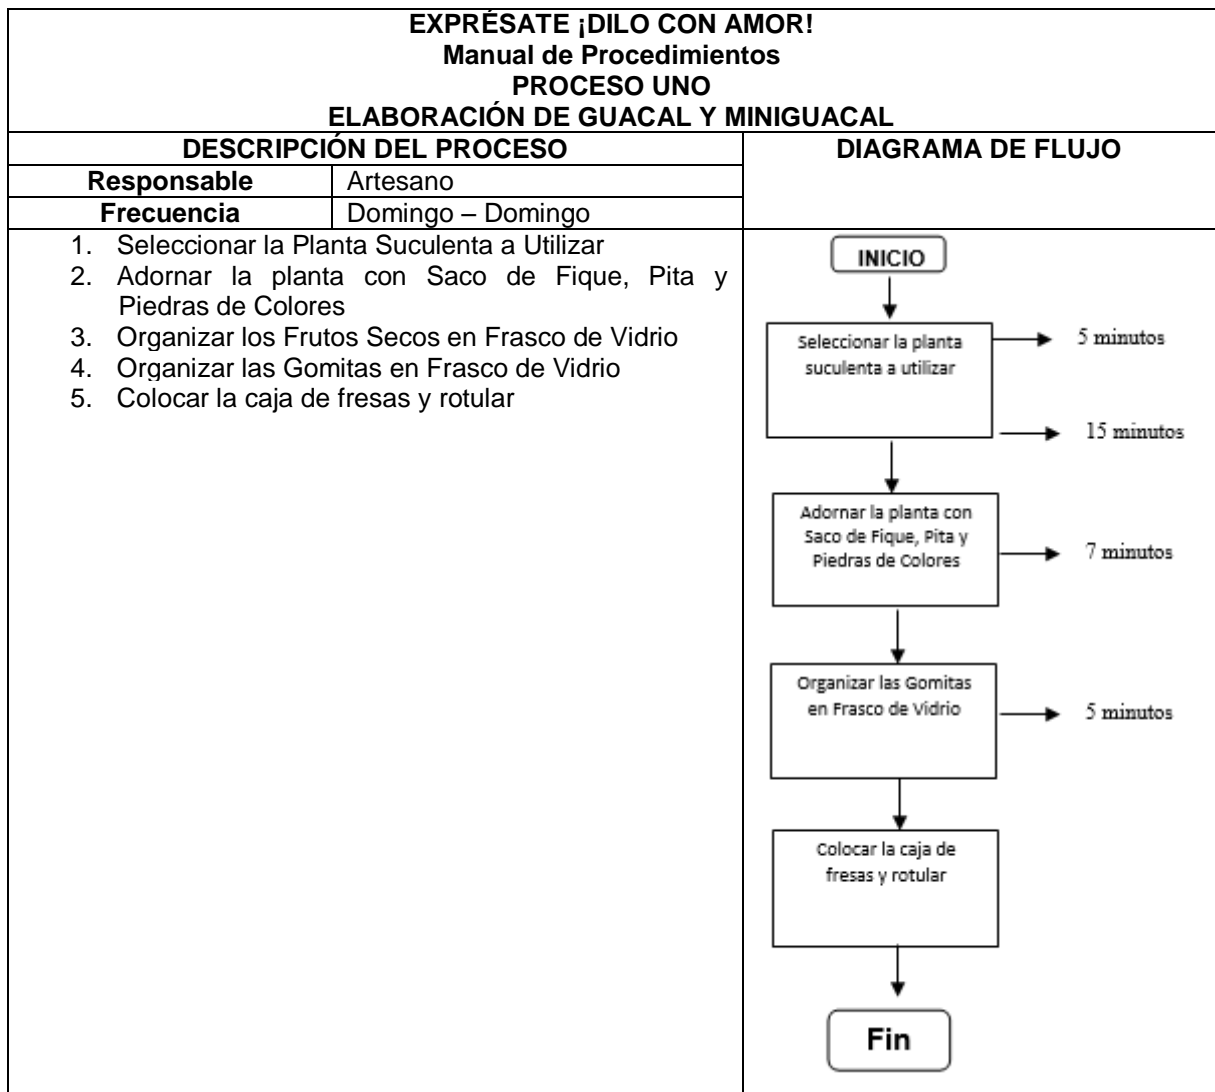 EXPRÉSATE ¡DILO CON AMOR!
Manual de Procedimientos
PROCESO UNO
ELABORACIÓN DE GUACAL Y MINIGUACAL
DESCRIPCIÓN DEL PROCESO
Responsable Artesano
Frecuencia Domingo – Domingo
1. Seleccionar la Planta Suculenta a Utilizar
2. Adornar la planta con Saco de Fique, Pita y
Piedras de Colores
3. Organizar los Frutos Secos en Frasco de Vidrio
4. Organizar las Gomitas en Frasco de Vidrio
5. Colocar la caja de fresas y rotular
DIAGRAMA DE FLUJO
INICIO
Seleccionar la planta
suculenta a utilizar
5 minutos
15 minutos
Adornar la planta con
Saco de Fique, Pita y
Piedras de Colores
7 minutos
Organizar las Gomitas
en Frasco de Vidrio
5 minutos
Colocar la caja de
fresas y rotular
Fin